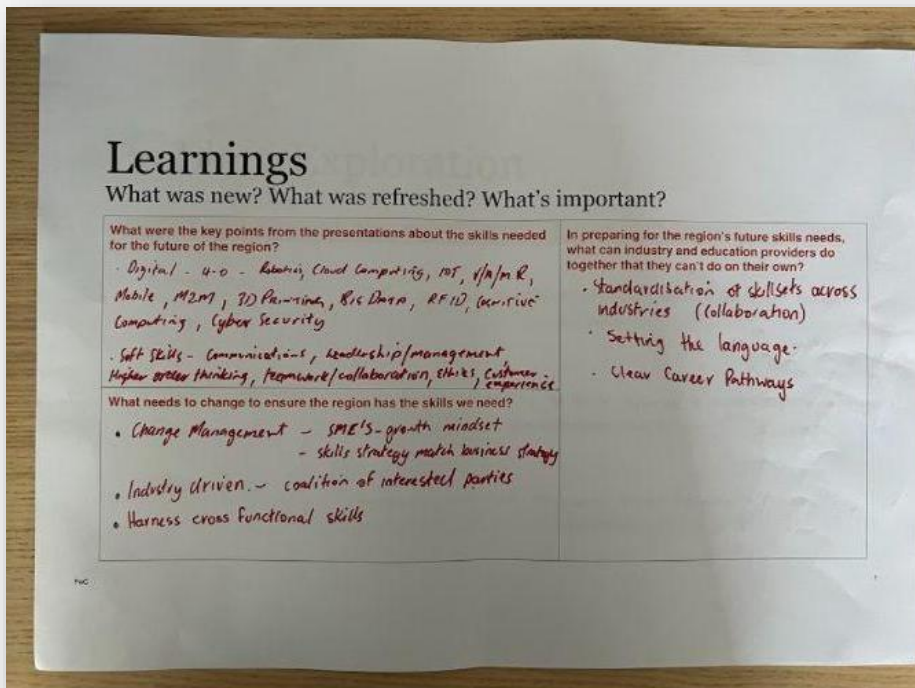 Learnings
What was new? What was refreshed? What's important?
What were the key points from the presentations about the skills needed
for the future of the region?
· Digital - 4-0 - Robotics, Cloud Computing, IOT, V/A/M R,
Mobile, M2M, 3D Printing, Big Data, RFID, Cognitive
Computing, Cyber Security
· Soft Skills - Communications, Leadership/management,
Higher order thinking, teamwork/collaboration, Ethics, Customer
experience
What needs to change to ensure the region has the skills we need?
• Change Management - SME'S - growth mindset
- skills strategy match business strategy
• Industry driven. - coalition of interested parties
• Harness cross functional skills
In preparing for the region's future skills needs,
what can industry and education providers do
together that they can't do on their own?
· Standardisation of skillsets across
industries (Collaboration)
· Setting the language.
· Clear Career Pathways
PwC